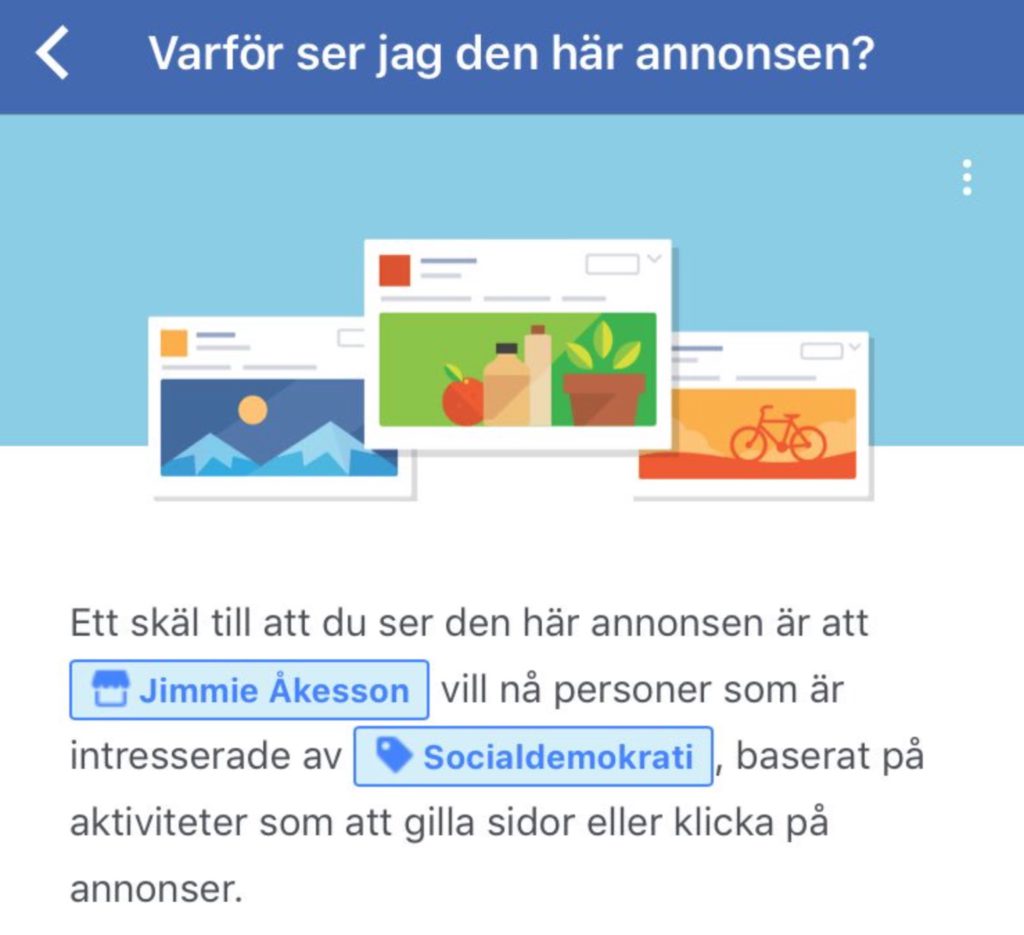 Varför ser jag den här annonsen?
Ett skäl till att du ser den här annonsen är att
Jimmie Åkesson vill nå personer som är
intresserade av Socialdemokrati, baserat på
aktiviteter som att gilla sidor eller klicka på
annonser.